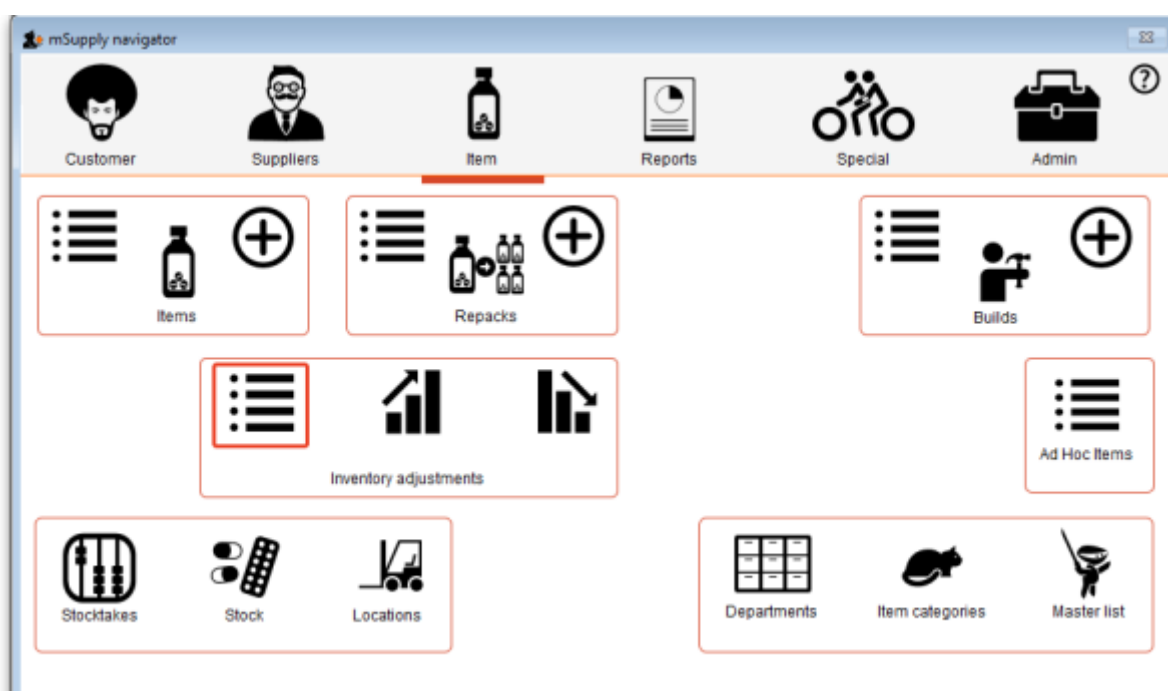 mSupply navigator
Customer
Suppliers
Item
Reports
Special
Admin
Items
Repacks
Builds
Inventory adjustments
Ad Hoc Items
Stocktakes
Stock
Locations
Departments
Item categories
Master list